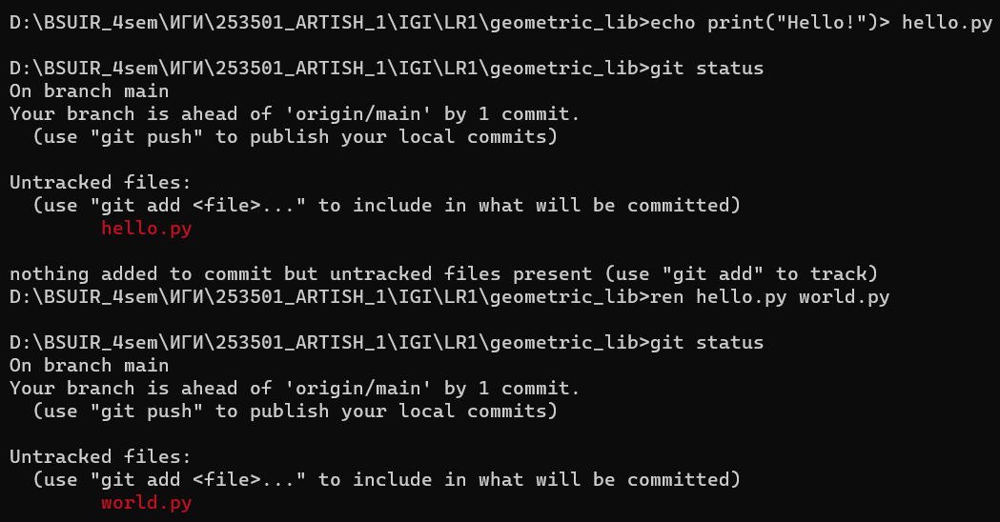 D:\BSUIR_4sem\ИГИ\253501_ARTISH_1\IGI\LR1\geometric_lib>echo print("Hello!")> hello.py
D:\BSUIR_4sem\ИГИ\253501_ARTISH_1\IGI\LR1\geometric_lib>git status
On branch main
Your branch is ahead of 'origin/main' by 1 commit.
  (use "git push" to publish your local commits)
Untracked files:
  (use "git add <file>..." to include in what will be committed)
        hello.py
nothing added to commit but untracked files present (use "git add" to track)
D:\BSUIR_4sem\ИГИ\253501_ARTISH_1\IGI\LR1\geometric_lib>ren hello.py world.py
D:\BSUIR_4sem\ИГИ\253501_ARTISH_1\IGI\LR1\geometric_lib>git status
On branch main
Your branch is ahead of 'origin/main' by 1 commit.
  (use "git push" to publish your local commits)
Untracked files:
  (use "git add <file>..." to include in what will be committed)
        world.py